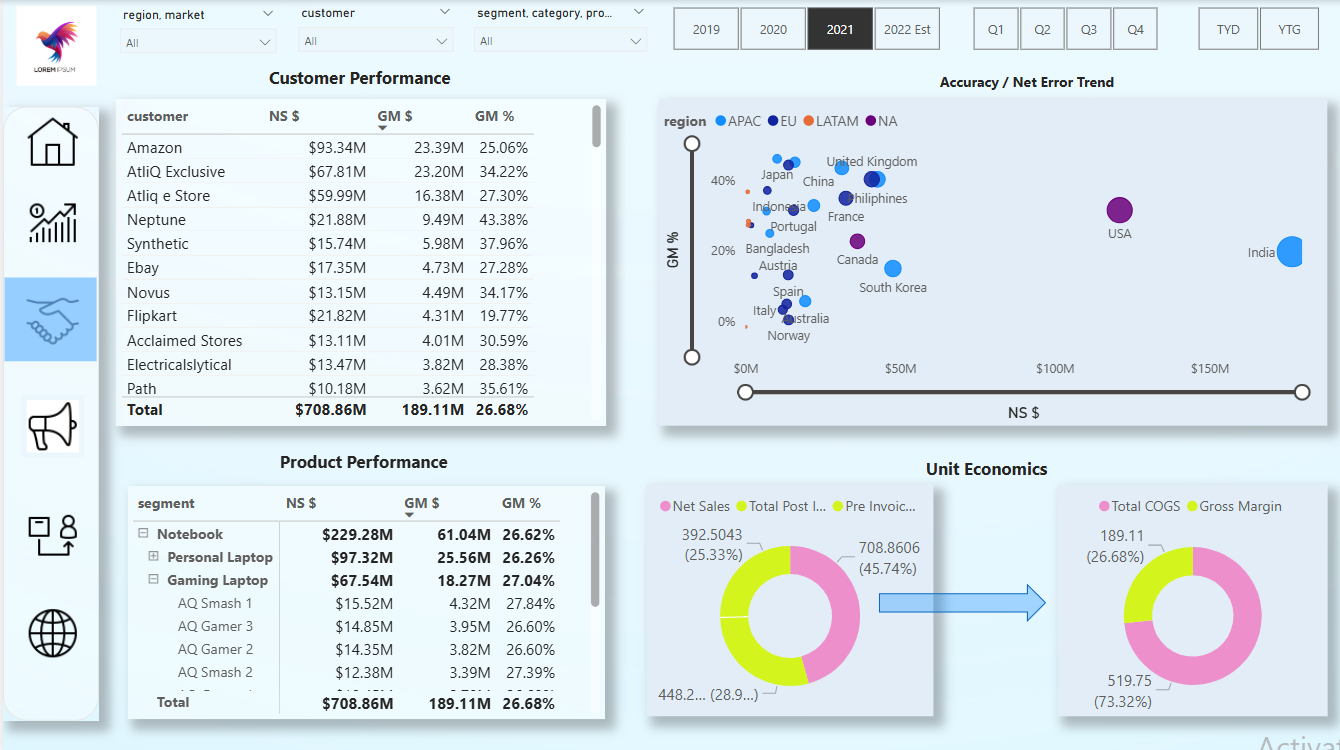 region, market
customer
segment, category, pro...
All
All
All
2019
2020
2021
2022 Est
Q1
Q2
Q3
Q4
TYD
YTG
LOREM IPSUM
Customer Performance
customer NS $ GM $ GM %
Amazon $93.34M 23.39M 25.06%
AtliQ Exclusive $67.81M 23.20M 34.22%
Atliq e Store $59.99M 16.38M 27.30%
Neptune $21.88M 9.49M 43.38%
Synthetic $15.74M 5.98M 37.96%
Ebay $17.35M 4.73M 27.28%
Novus $13.15M 4.49M 34.17%
Flipkart $21.82M 4.31M 19.77%
Acclaimed Stores $13.11M 4.01M 30.59%
Electricalslytical $13.47M 3.82M 28.38%
Path $10.18M 3.62M 35.61%
Total $708.86M 189.11M 26.68%
Accuracy / Net Error Trend
region APAC EU LATAM NA
GM %
40%
20%
0%
United Kingdom
Japan
China
Philiphines
Indonesia
France
Portugal
USA
Bangladesh
Canada
India
Austria
South Korea
Spain
Italy
Australia
Norway
$0M $50M $100M $150M
NS $
Product Performance
segment NS $ GM $ GM %
Notebook $229.28M 61.04M 26.62%
Personal Laptop $97.32M 25.56M 26.26%
Gaming Laptop $67.54M 18.27M 27.04%
AQ Smash 1 $15.52M 4.32M 27.84%
AQ Gamer 3 $14.85M 3.95M 26.60%
AQ Gamer 2 $14.35M 3.82M 26.60%
AQ Smash 2 $12.38M 3.39M 27.39%
Total $708.86M 189.11M 26.68%
Unit Economics
Net Sales Total Post I... Pre Invoic...
392.5043
(25.33%)
708.8606
(45.74%)
448.2... (28.9...)
Total COGS Gross Margin
189.11
(26.68%)
519.75
(73.32%)
Activat